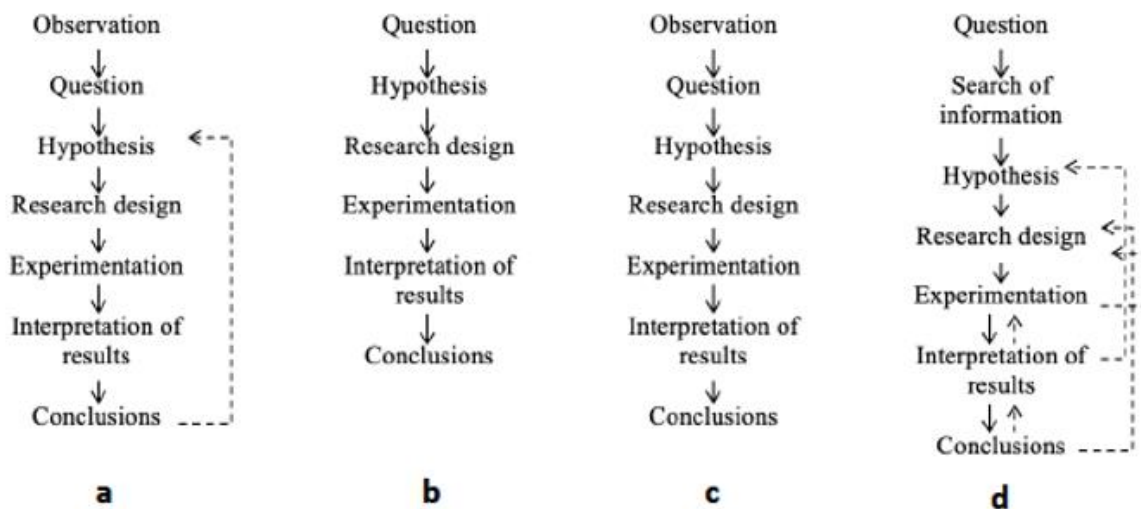 Observation
Question
Hypothesis
Research design
Experimentation
Interpretation of
results
Conclusions
a
Question
Hypothesis
Research design
Experimentation
Interpretation of
results
Conclusions
b
Observation
Question
Hypothesis
Research design
Experimentation
Interpretation of
results
Conclusions
c
Question
Search of
information
Hypothesis
Research design
Experimentation
Interpretation of
results
Conclusions
d